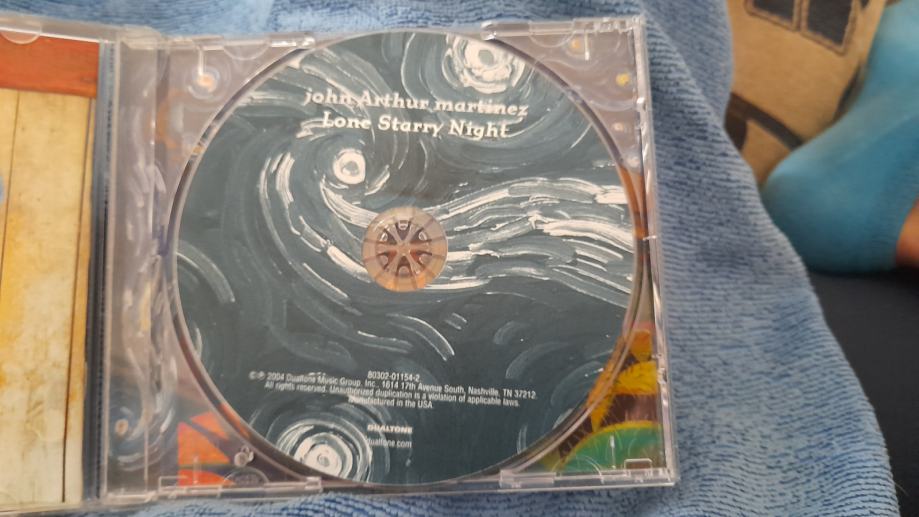 john Arthur martinez
Lone Starry Night
80302-01154-2
©℗ 2004 Dualtone Music Group, Inc., 1614 17th Avenue South, Nashville, TN 37212.
All rights reserved. Unauthorized duplication is a violation of applicable laws.
Manufactured in the USA
DUALTONE
dualtone.com